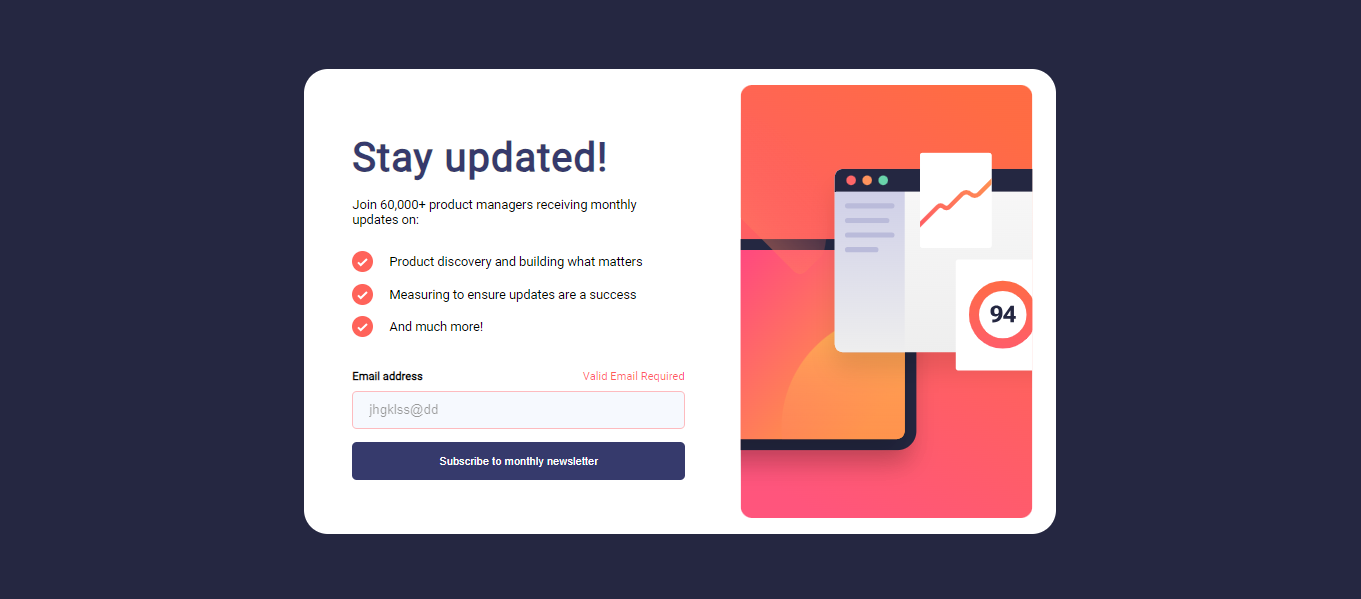 Stay updated!
Join 60,000+ product managers receiving monthly
updates on:
Product discovery and building what matters
Measuring to ensure updates are a success
And much more!
Email address
Valid Email Required
jhgklss@dd
Subscribe to monthly newsletter
94